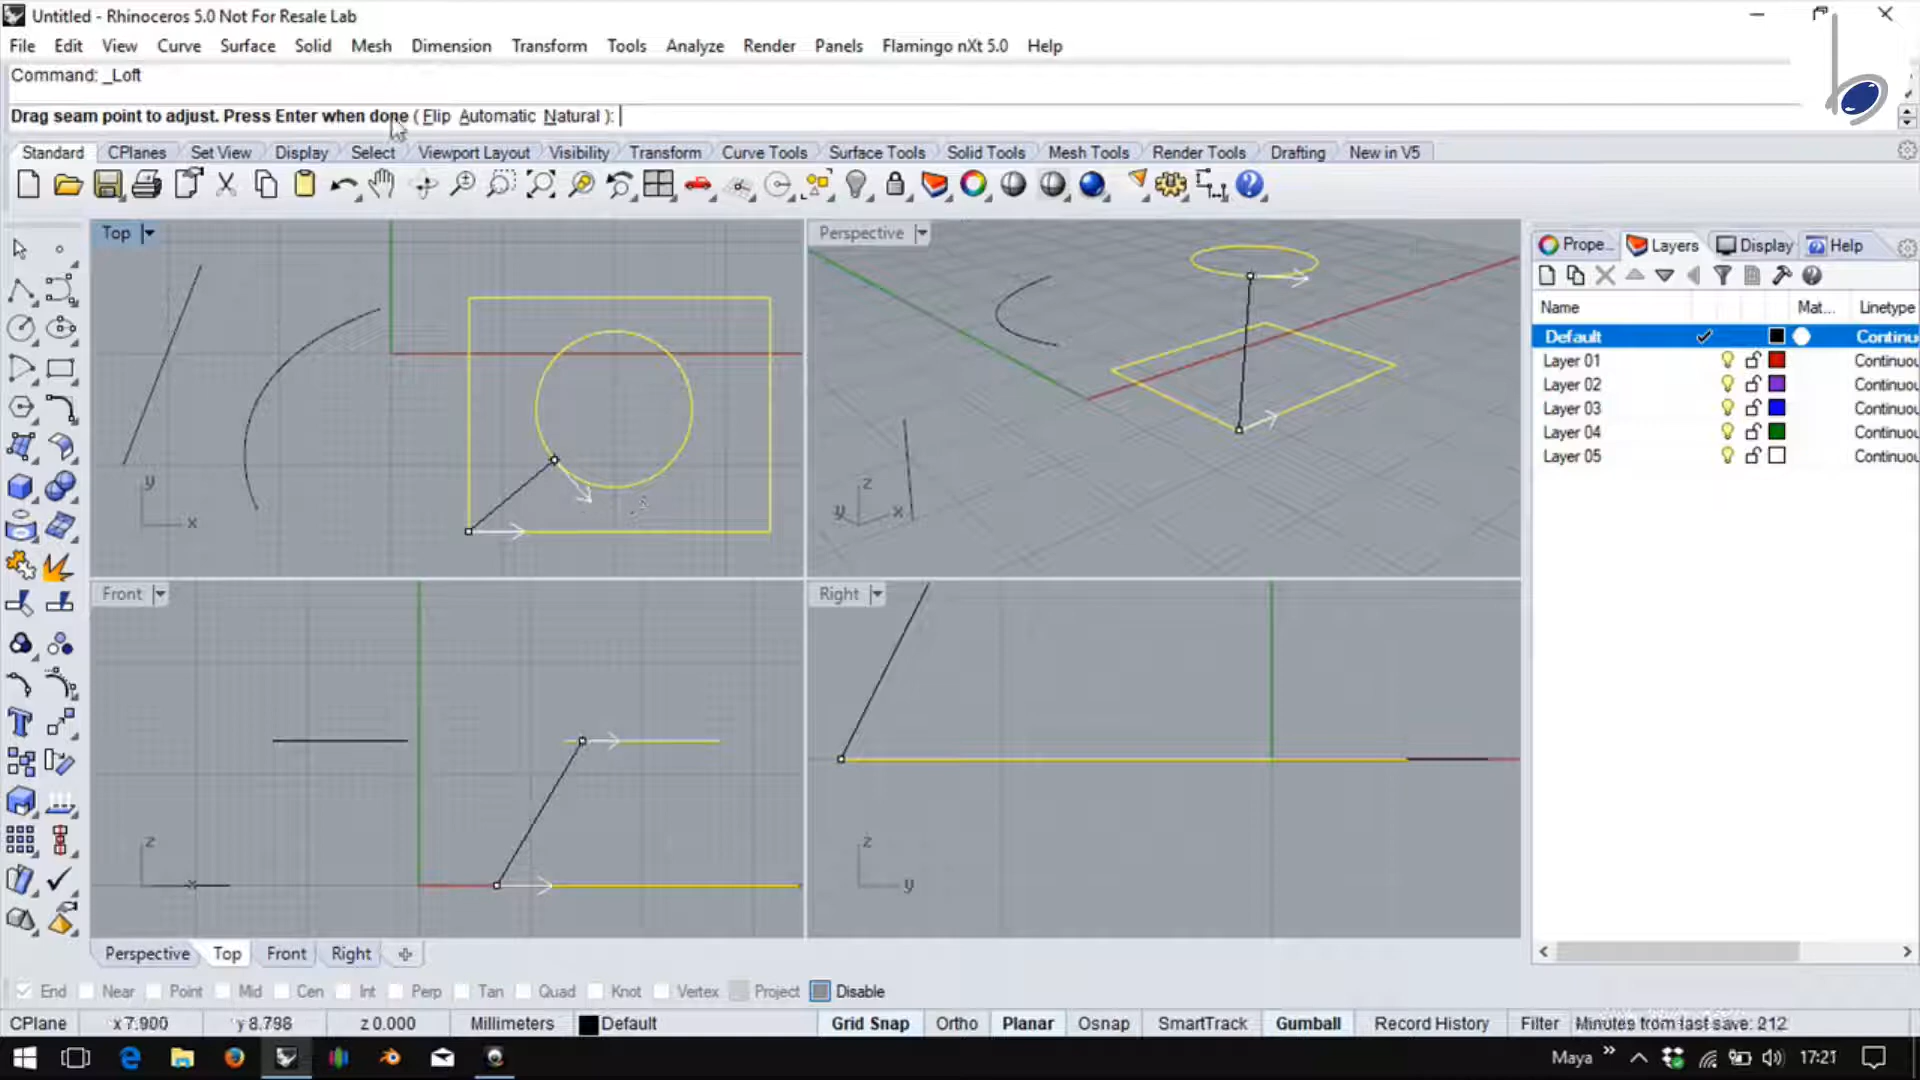 Untitled - Rhinoceros 5.0 Not For Resale Lab
File Edit View Curve Surface Solid Mesh Dimension Transform Tools Analyze Render Panels Flamingo nXt 5.0 Help
Command: _Loft
Drag seam point to adjust. Press Enter when done ( Flip Automatic Natural ):
Standard CPlanes Set View Display Select Viewport Layout Visibility Transform Curve Tools Surface Tools Solid Tools Mesh Tools Render Tools Drafting New in V5
Top
Perspective
Prope... Layers Display Help
Name Mat... Linetype
Default Continu
Layer 01 Continuou
Layer 02 Continuou
Layer 03 Continuou
Layer 04 Continuou
Layer 05 Continuou
y
x
z
y x
Front
Right
z
x
z
y
Perspective Top Front Right
End Near Point Mid Cen Int Perp Tan Quad Knot Vertex Project Disable
CPlane x 7.900 y 8.798 z 0.000 Millimeters Default Grid Snap Ortho Planar Osnap SmartTrack Gumball Record History Filter Minutes from last save: 212
Maya » 17:21